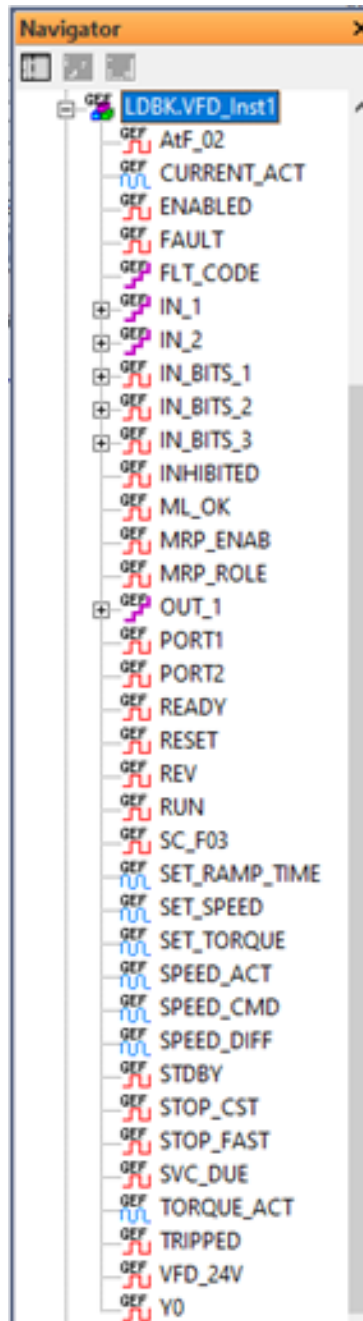 Navigator
LDBK.VFD_Inst1
AtF_02
CURRENT_ACT
ENABLED
FAULT
FLT_CODE
IN_1
IN_2
IN_BITS_1
IN_BITS_2
IN_BITS_3
INHIBITED
ML_OK
MRP_ENAB
MRP_ROLE
OUT_1
PORT1
PORT2
READY
RESET
REV
RUN
SC_F03
SET_RAMP_TIME
SET_SPEED
SET_TORQUE
SPEED_ACT
SPEED_CMD
SPEED_DIFF
STDBY
STOP_CST
STOP_FAST
SVC_DUE
TORQUE_ACT
TRIPPED
VFD_24V
Y0